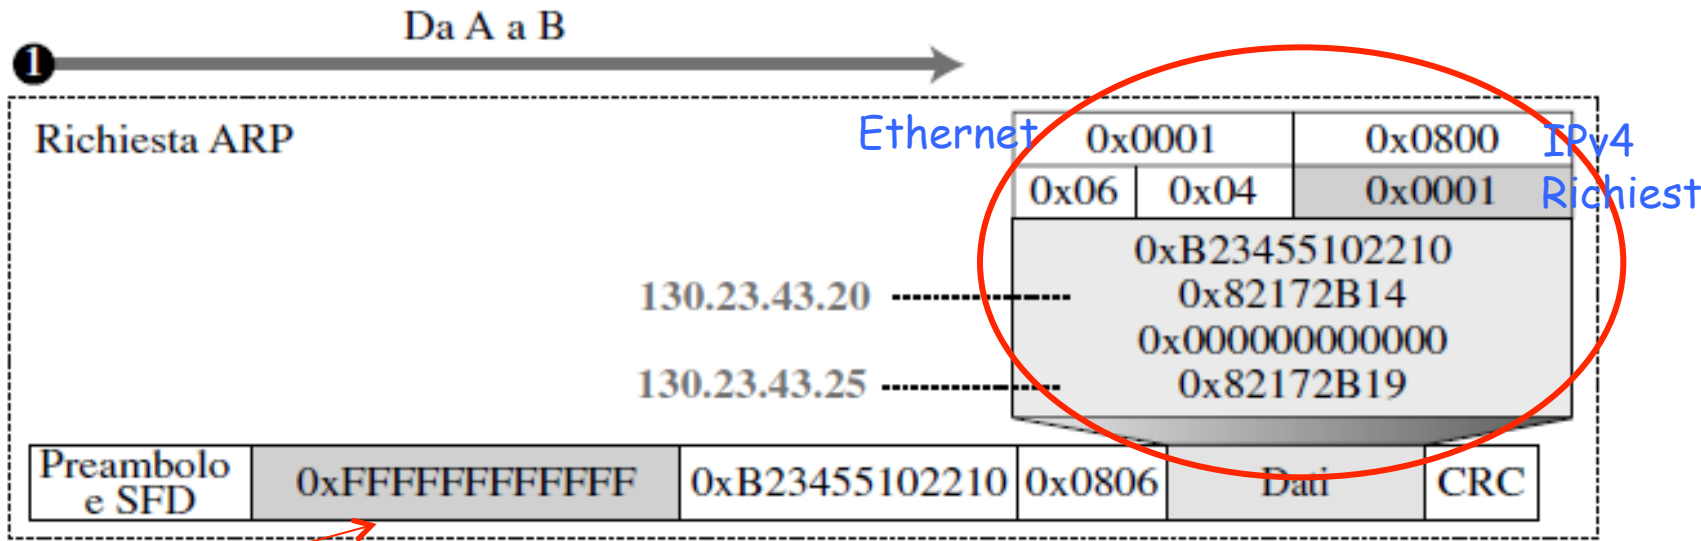 Da A a B
1
Richiesta ARP
Ethernet 0x0001 0x0800 IPv4
0x06 0x04 0x0001 Richiest
0xB23455102210
130.23.43.20 0x82172B14
0x000000000000
130.23.43.25 0x82172B19
Preambolo e SFD 0xFFFFFFFFFFFF 0xB23455102210 0x0806 Dati CRC